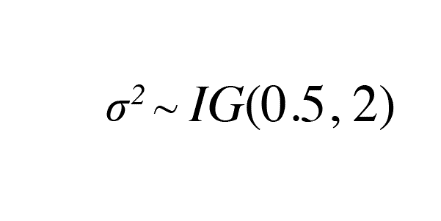 σ² ~ IG(0.5, 2)